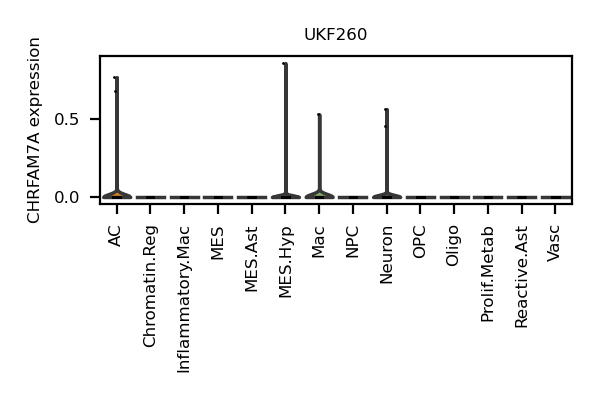 UKF260
CHRFAM7A expression
0.5
0.0
AC
Chromatin.Reg
Inflammatory.Mac
MES
MES.Ast
MES.Hyp
Mac
NPC
Neuron
OPC
Oligo
Prolif.Metab
Reactive.Ast
Vasc